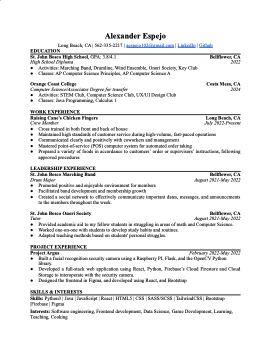 Alexander Espejo
Long Beach, CA | 562-335-2237 | aespejo102@gmail.com | LinkedIn | Github
EDUCATION
St. John Bosco High School, GPA: 3.84:1 Bellflower, CA
High School Diploma 2022
● Activities: Marching Band, Drumline, Wind Ensemble, Onori Society, Key Club
● Classes: AP Computer Science Principles, AP Computer Science A
Orange Coast College Costa Mesa, CA
Computer Science/Associates Degree for transfer 2024
● Activities: STEM Club, Computer Science Club, UX/UI Design Club
● Classes: Java Programming, Calculus 1
WORK EXPERIENCE
Raising Cane's Chicken Fingers Long Beach, CA
Crew Member July 2022-Present
● Cross trained in both front and back of house
● Maintained high standards of customer service during high-volume, fast-paced operations
● Communicated clearly and positively with coworkers and management
● Mastered point-of-service (POS) computer system for automated order taking
● Prepared a variety of foods in accordance to customers' order or supervisors' instructions, following
approved procedures
LEADERSHIP EXPERIENCE
St. John Bosco Marching Band Bellflower, CA
Drum Major August 2021-May 2022
● Promoted positive and enjoyable environment for members
● Facilitated band development and membership growth
● Created a social network to effectively communicate important dates, messages, and announcements
to the members throughout the week.
St. John Bosco Onori Society Bellflower, CA
Tutor August 2021-May 2022
● Provided academic aid to my fellow students in struggling in areas of math and Computer Science.
● Worked one-on-one with students to develop study habits and routines.
● Adapted teaching methods based on students' personal struggles.
PROJECT EXPERIENCE
Project Argus February 2022-May 2022
● Built a facial recognition security camera using a Raspberry Pi, Flask, and the OpenCV Python
library.
● Developed a full-stack web application through React, Python, Firebase's Cloud Firestore and Cloud
Storage to interoperate with the security camera.
● Designed the frontend in Figma, and developed using React, and Bootstrap.
SKILLS & INTERESTS
Skills: Python3 | Java | JavaScript | React | HTML5 | CSS | SASS/SCSS | TailwindCSS | Bootstrap
|Firebase | Figma
Interests: Software engineering, Frontend development, Data Science, Game Development, Learning,
Teaching, Cooking